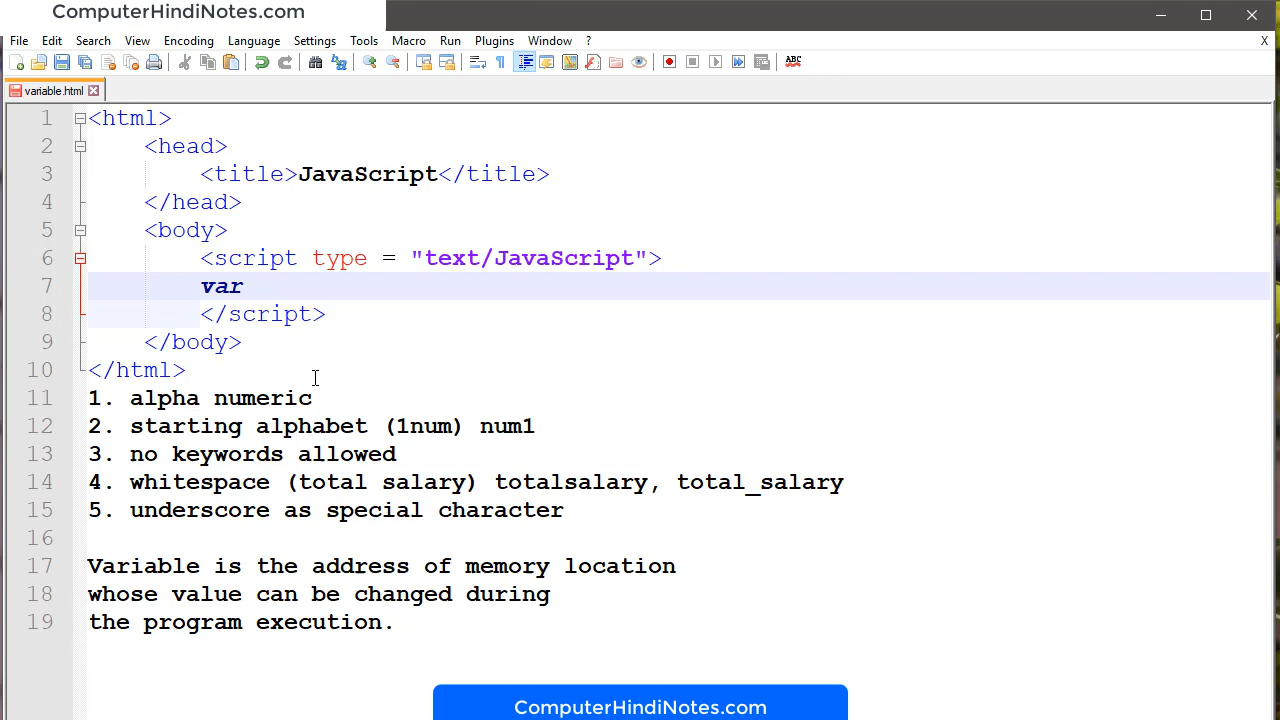 ComputerHindiNotes.com
File Edit Search View Encoding Language Settings Tools Macro Run Plugins Window ? X
ABC
variable.html
1 <html>
2 <head>
3 <title>JavaScript</title>
4 </head>
5 <body>
6 <script type = "text/JavaScript">
7 var
8 </script>
9 </body>
10 </html>
11 1. alpha numeric
12 2. starting alphabet (1num) num1
13 3. no keywords allowed
14 4. whitespace (total salary) totalsalary, total_salary
15 5. underscore as special character
16
17 Variable is the address of memory location
18 whose value can be changed during
19 the program execution.
ComputerHindiNotes.com